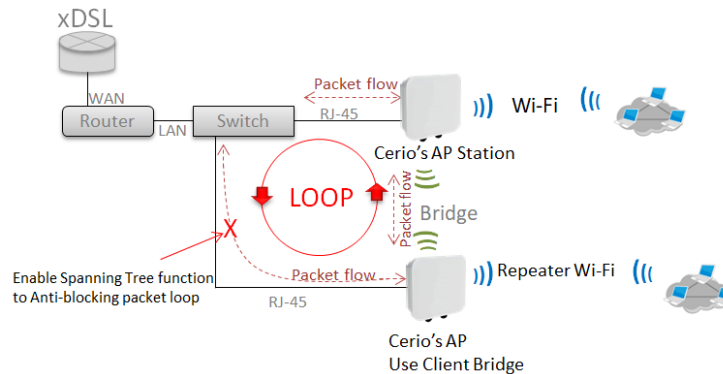 xDSL
WAN
Router
LAN
Switch
Packet flow
RJ-45
Wi-Fi
Cerio's AP Station
LOOP
Packet flow
Bridge
X
Enable Spanning Tree function
to Anti-blocking packet loop
Packet flow
RJ-45
Repeater Wi-Fi
Cerio's AP
Use Client Bridge